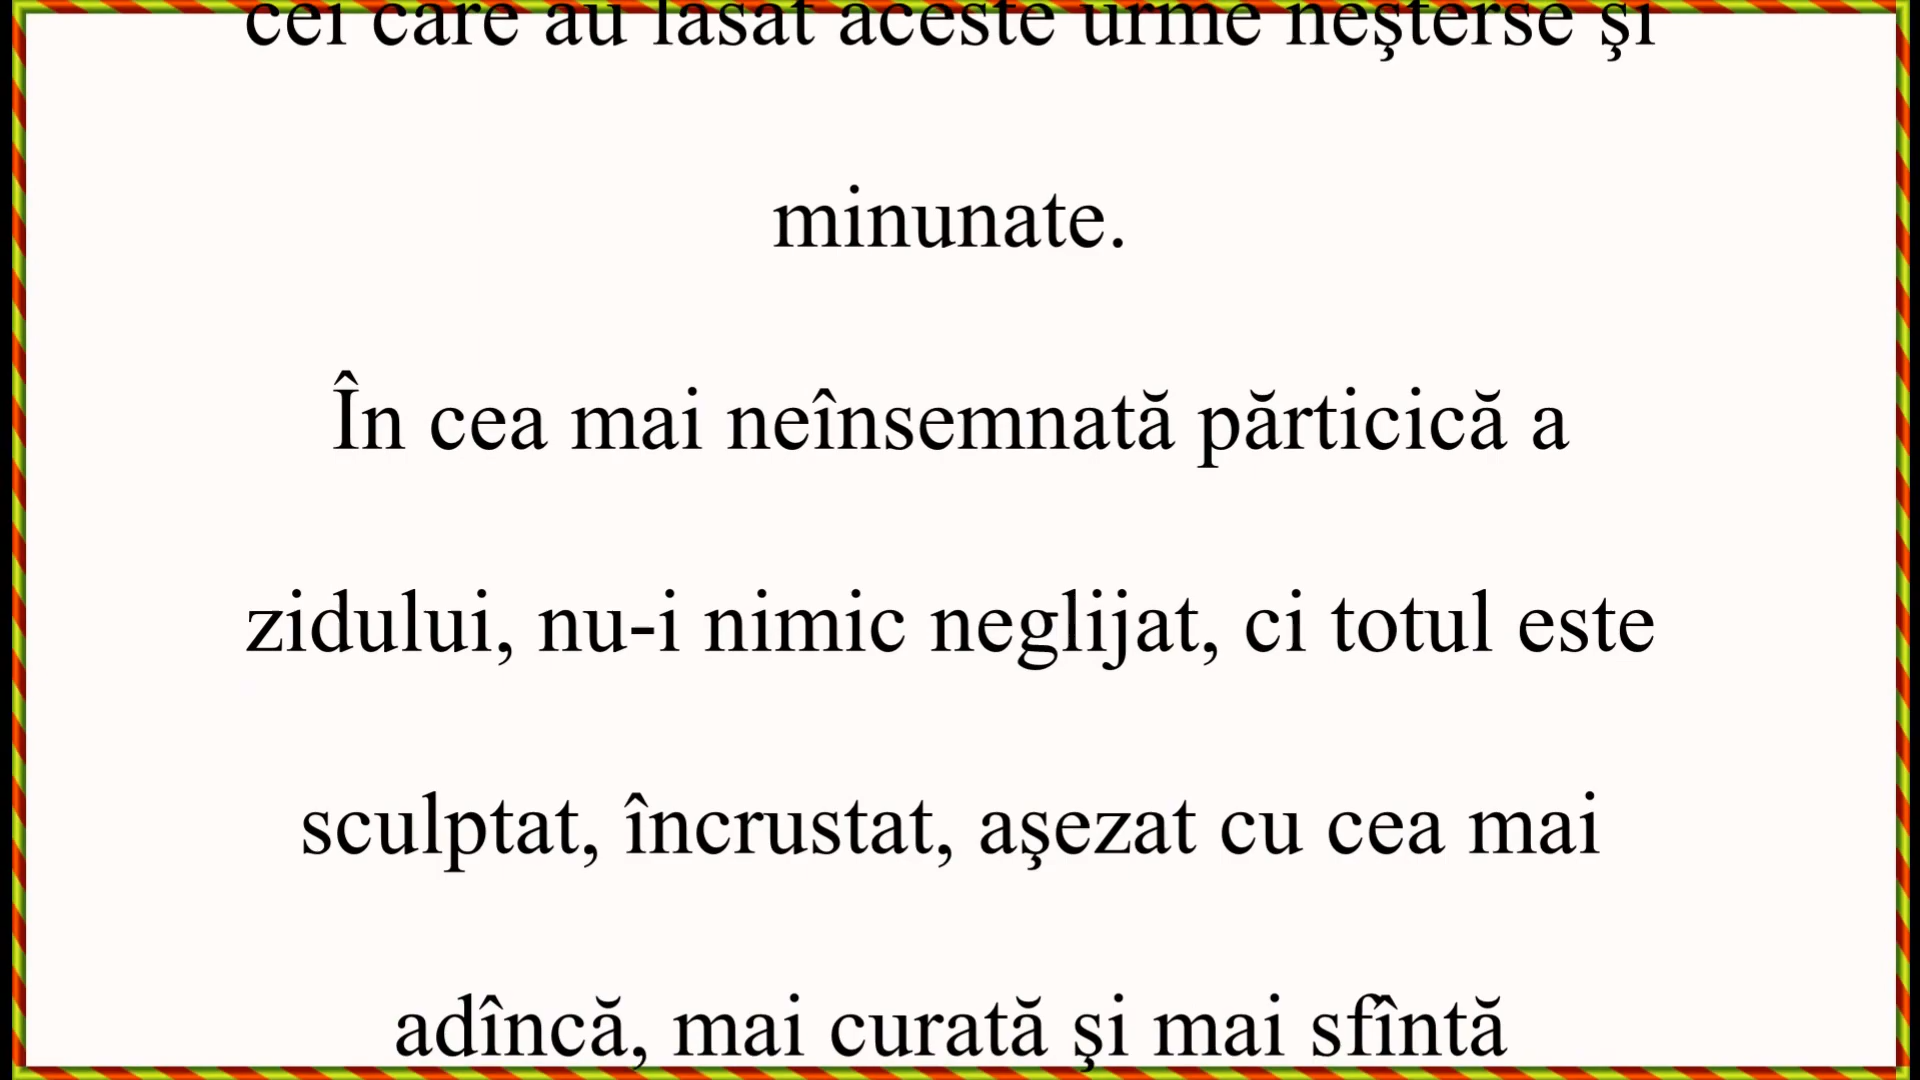 cei care au lăsat aceste urme neşterse şi
minunate.
În cea mai neînsemnată părticică a
zidului, nu-i nimic neglijat, ci totul este
sculptat, încrustat, aşezat cu cea mai
adîncă, mai curată şi mai sfîntă